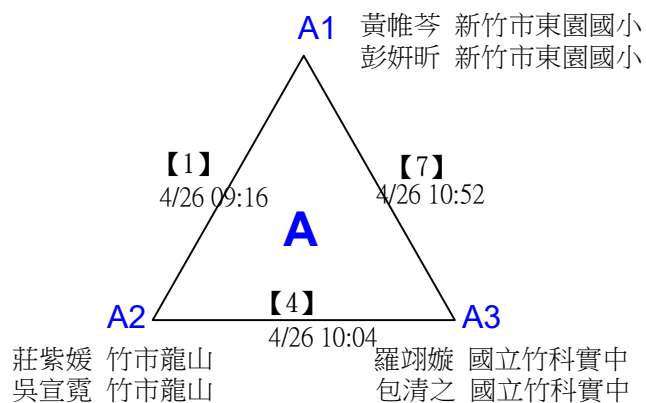 A1 黃帷芩 新竹市東園國小
彭姸昕 新竹市東園國小
【1】 【7】
4/26 09:16 4/26 10:52
A
【4】
A2 A3
4/26 10:04
莊紫媛 竹市龍山 羅翊嫙 國立竹科實中
吳宣霓 竹市龍山 包清之 國立竹科實中